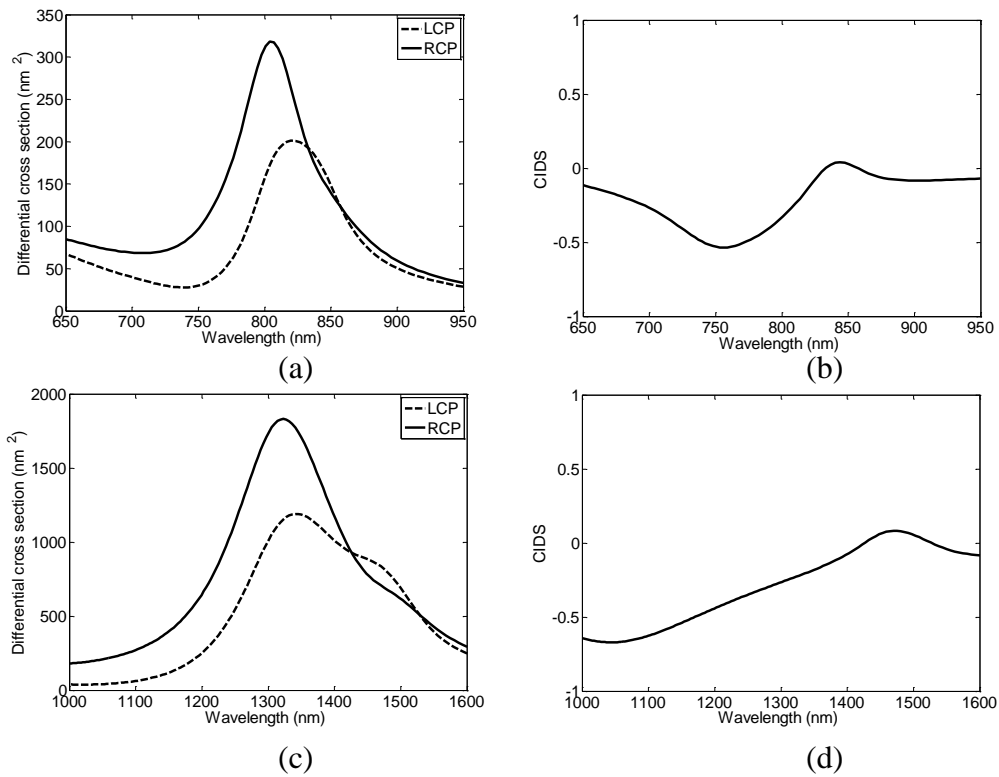 350
300
250
200
150
100
50
0
Differential cross section (nm 2)
LCP
RCP
650 700 750 800 850 900 950
Wavelength (nm)
(a)
1
0.5
0
-0.5
-1
CIDS
650 700 750 800 850 900 950
Wavelength (nm)
(b)
2000
1500
1000
500
0
Differential cross section (nm 2)
LCP
RCP
1000 1100 1200 1300 1400 1500 1600
Wavelength (nm)
(c)
1
0.5
0
-0.5
-1
CIDS
1000 1100 1200 1300 1400 1500 1600
Wavelength (nm)
(d)